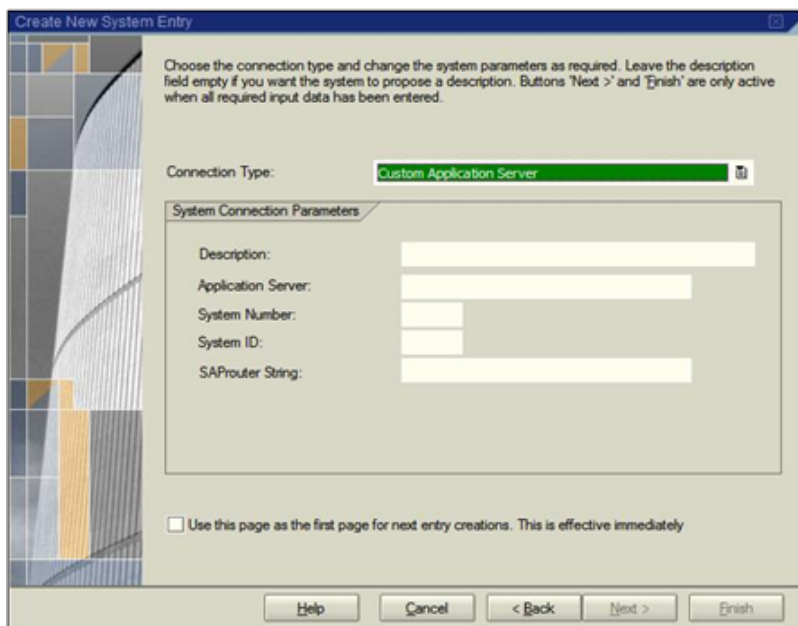 Create New System Entry
Choose the connection type and change the system parameters as required. Leave the description
field empty if you want the system to propose a description. Buttons 'Next >' and 'Finish' are only active
when all required input data has been entered.
Connection Type:
Custom Application Server
System Connection Parameters
Description:
Application Server:
System Number:
System ID:
SAProuter String:
Use this page as the first page for next entry creations. This is effective immediately
Help
Cancel
< Back
Next >
Finish